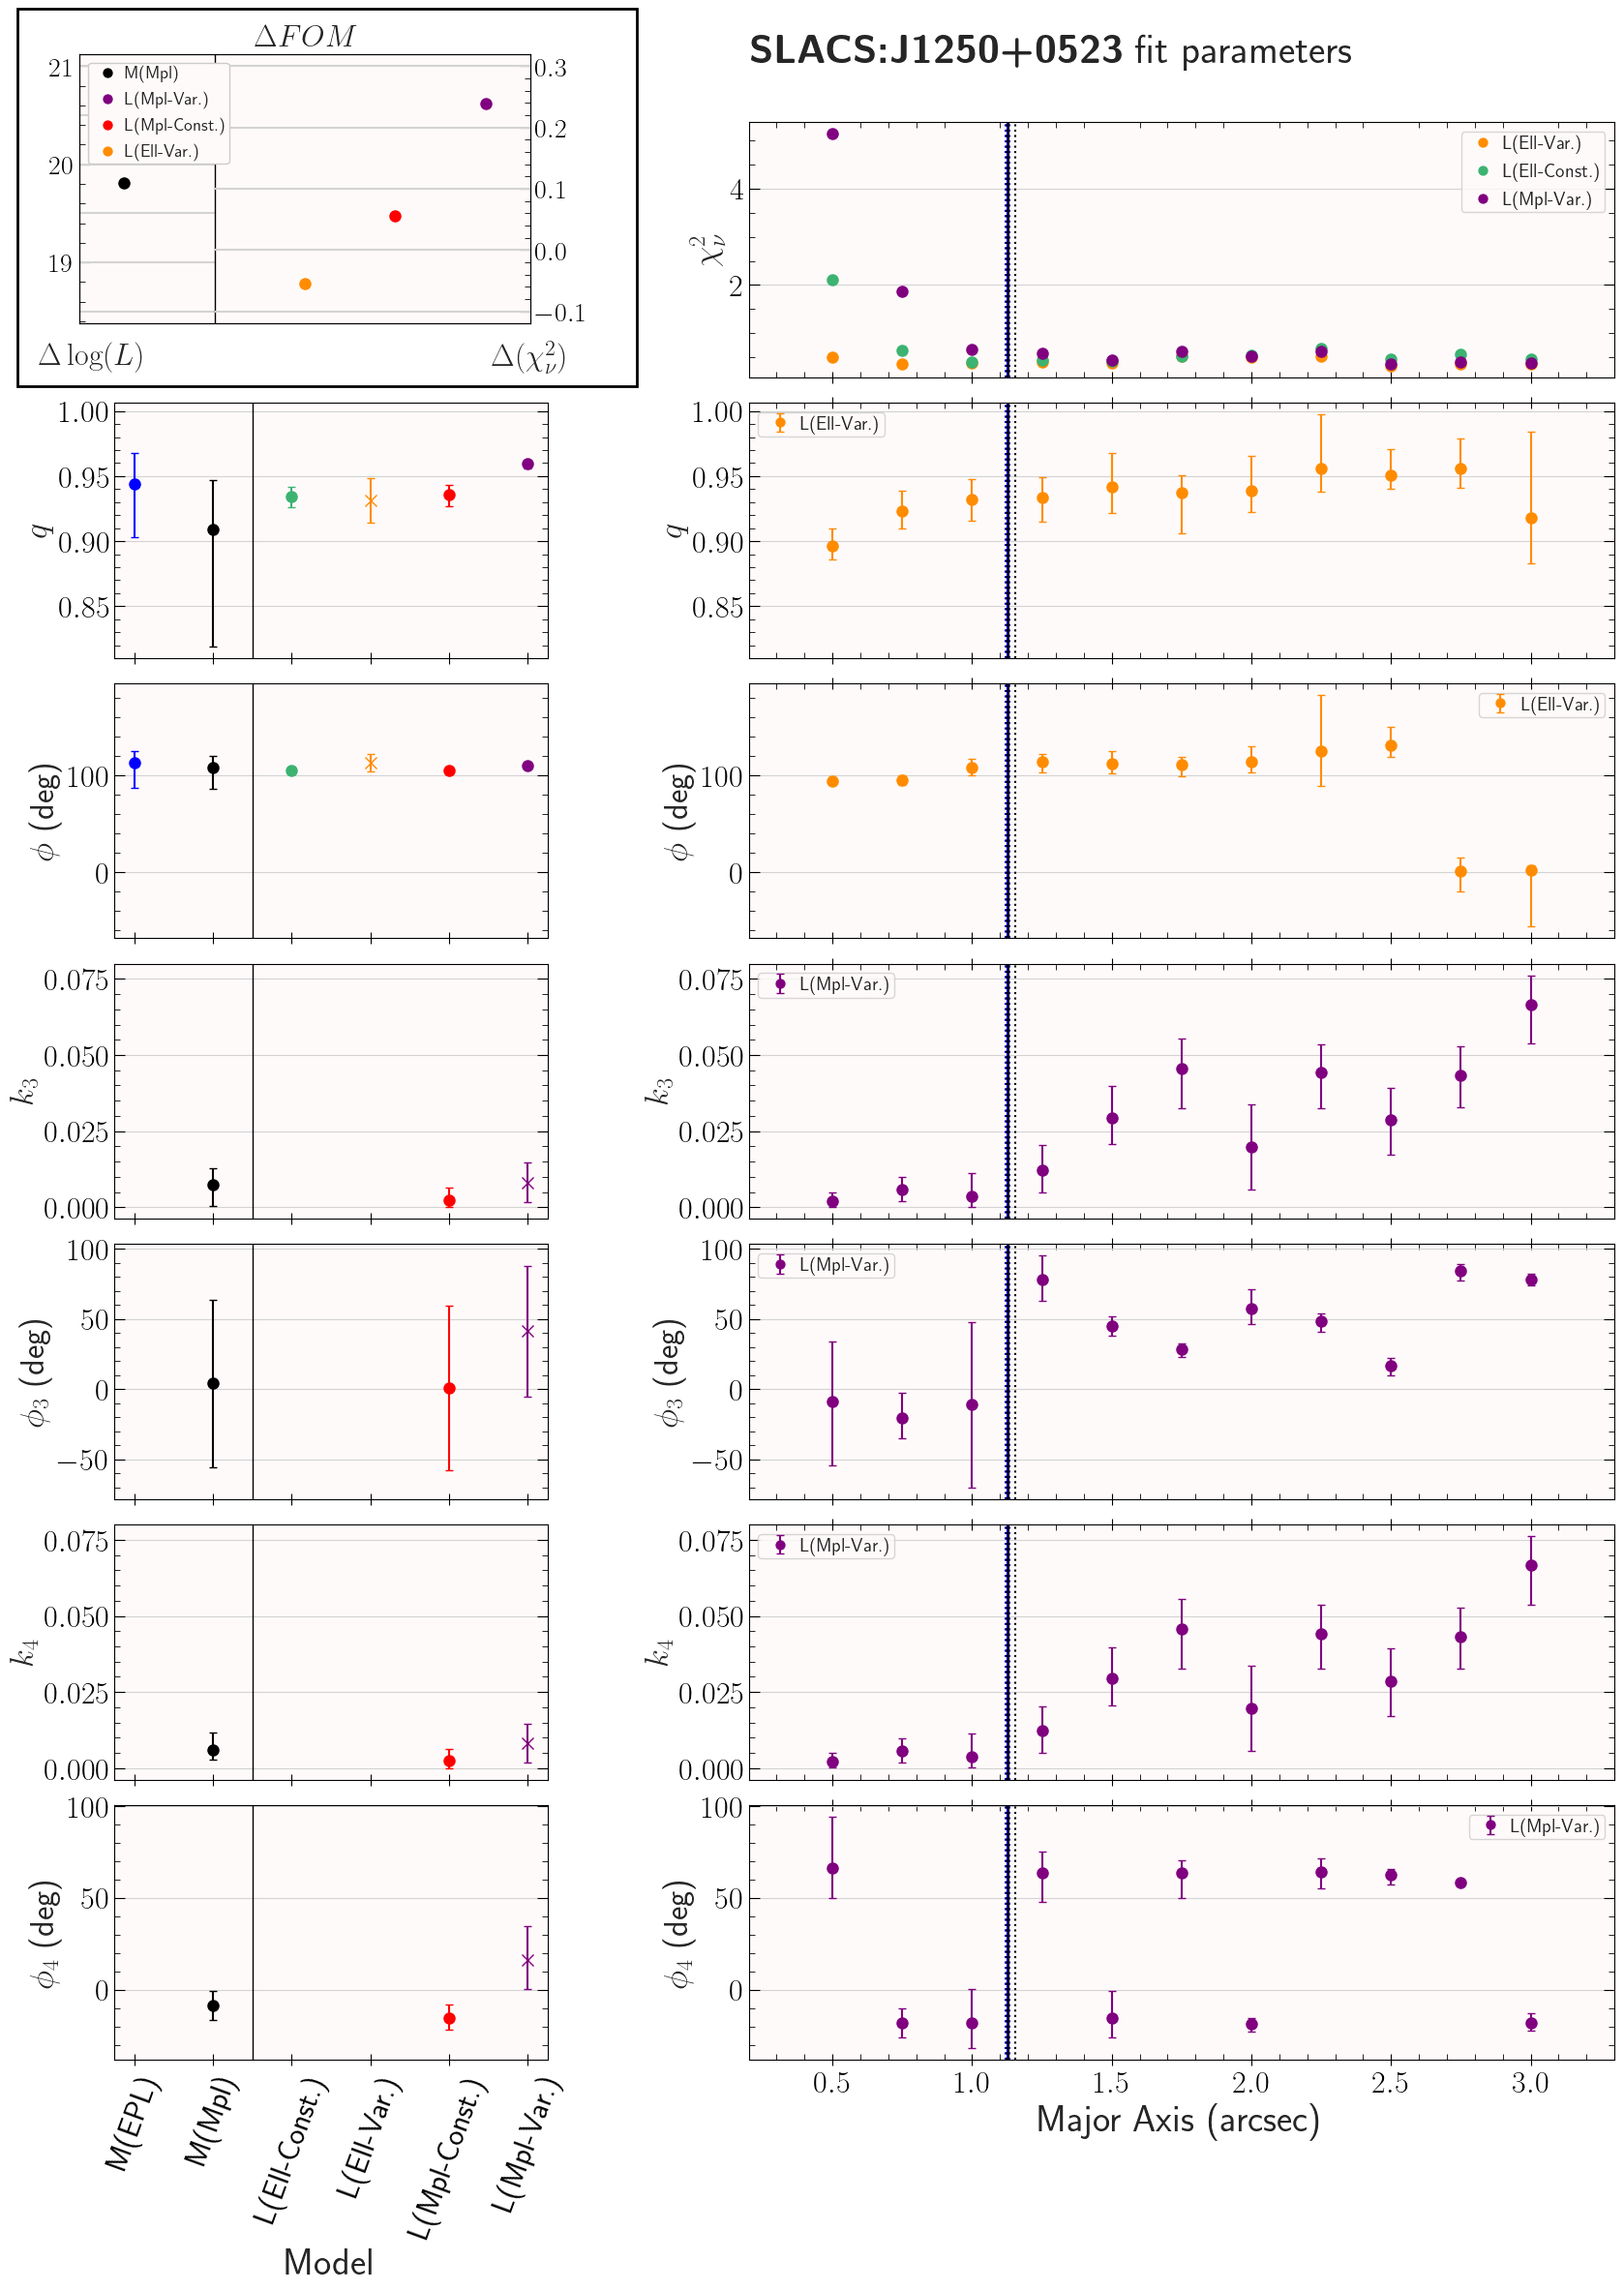 ΔFOM
SLACS:J1250+0523 fit parameters
21
20
19
M(Mpl)
L(Mpl-Var.)
L(Mpl-Const.)
L(Ell-Var.)
0.3
0.2
0.1
0.0
−0.1
Δ log(L)
Δ(χ²ᵥ)
χ²ᵥ
4
2
L(Ell-Var.)
L(Ell-Const.)
L(Mpl-Var.)
q
1.00
0.95
0.90
0.85
q
1.00
0.95
0.90
0.85
L(Ell-Var.)
ϕ (deg)
100
0
ϕ (deg)
100
0
L(Ell-Var.)
k₃
0.075
0.050
0.025
0.000
k₃
0.075
0.050
0.025
0.000
L(Mpl-Var.)
ϕ₃ (deg)
100
50
0
−50
ϕ₃ (deg)
100
50
0
−50
L(Mpl-Var.)
k₄
0.075
0.050
0.025
0.000
k₄
0.075
0.050
0.025
0.000
L(Mpl-Var.)
ϕ₄ (deg)
100
50
0
ϕ₄ (deg)
100
50
0
L(Mpl-Var.)
M(EPL)
M(Mpl)
L(Ell-Const.)
L(Ell-Var.)
L(Mpl-Const.)
L(Mpl-Var.)
Model
0.5 1.0 1.5 2.0 2.5 3.0
Major Axis (arcsec)